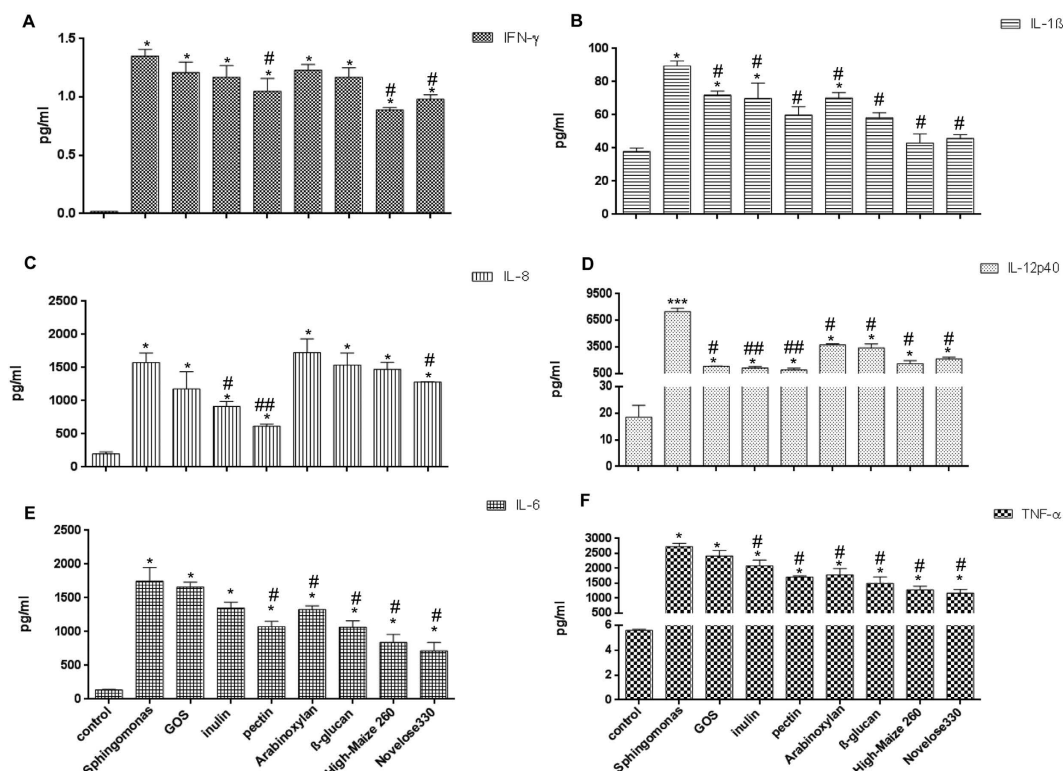 A
IFN-γ
1.5
1.0
0.5
0.0
pg/ml
* * * # * * * # * # *
B
IL-1ß
100
80
60
40
20
0
pg/ml
* # * # * # # * # # #
C
IL-8
2500
2000
1500
1000
500
0
pg/ml
* * # * ## * * * * # *
D
IL-12p40
9500
6500
3500
500
30
20
10
0
pg/ml
*** # * ## * ## * # * # * # * # *
E
IL-6
2500
2000
1500
1000
500
0
pg/ml
* * * # * # * # * # * # *
control
Sphingomonas
GOS
inulin
pectin
Arabinoxylan
ß-glucan
High-Maize 260
Novelose330
F
TNF-α
3000
2500
2000
1500
1000
500
6
4
2
0
pg/ml
* * # * # * # * # * # * # *
control
Sphingomonas
GOS
inulin
pectin
Arabinoxylan
ß-glucan
High-Maize 260
Novelose330